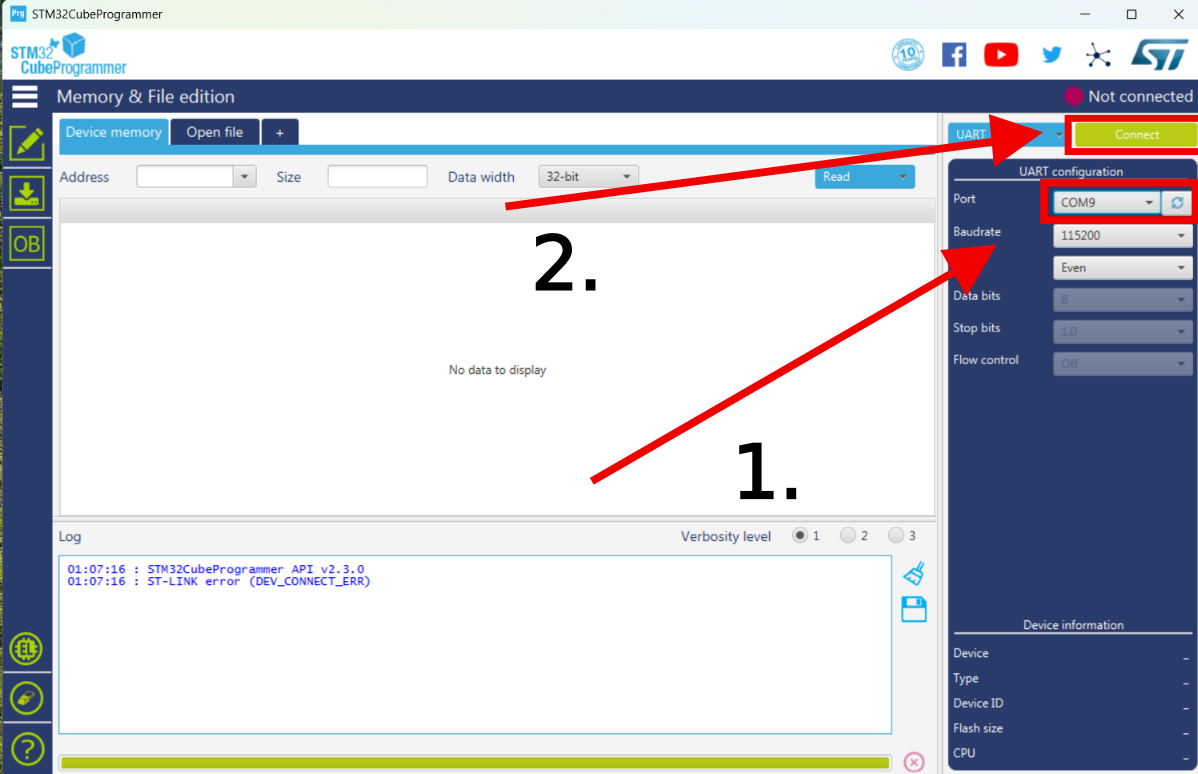 Prg STM32CubeProgrammer
STM32
CubeProgrammer
10
Memory & File edition
Not connected
Device memory
Open file
+
UART
Connect
Address
Size
Data width
32-bit
Read
UART configuration
Port
COM9
Baudrate
115200
Even
Data bits
8
Stop bits
1.0
Flow control
Off
OB
2.
No data to display
1.
Log
Verbosity level
1
2
3
01:07:16 : STM32CubeProgrammer API v2.3.0
01:07:16 : ST-LINK error (DEV_CONNECT_ERR)
EL
?
Device information
Device
-
Type
-
Device ID
-
Flash size
-
CPU
-